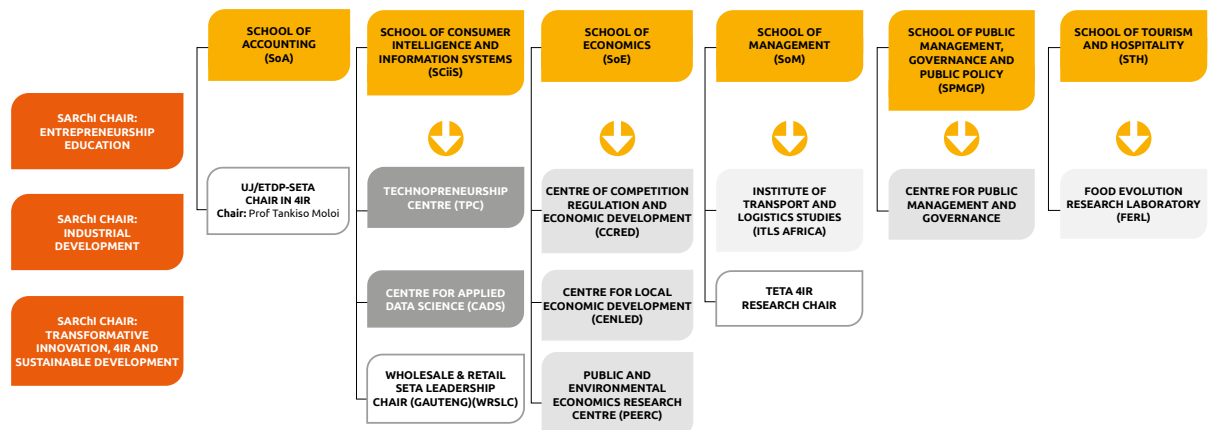 SCHOOL OF
ACCOUNTING
(SoA)
SCHOOL OF CONSUMER
INTELLIGENCE AND
INFORMATION SYSTEMS
(SCiiS)
SCHOOL OF
ECONOMICS
(SoE)
SCHOOL OF
MANAGEMENT
(SoM)
SCHOOL OF PUBLIC
MANAGEMENT,
GOVERNANCE AND
PUBLIC POLICY
(SPMGP)
SCHOOL OF TOURISM
AND HOSPITALITY
(STH)
SARChI CHAIR:
ENTREPRENEURSHIP
EDUCATION
SARChI CHAIR:
INDUSTRIAL
DEVELOPMENT
SARChI CHAIR:
TRANSFORMATIVE
INNOVATION, 4IR AND
SUSTAINABLE DEVELOPMENT
UJ/ETDP-SETA
CHAIR IN 4IR
Chair: Prof Tankiso Moloi
TECHNOPRENEURSHIP
CENTRE (TPC)
CENTRE FOR APPLIED
DATA SCIENCE (CADS)
WHOLESALE & RETAIL
SETA LEADERSHIP
CHAIR (GAUTENG)(WRSLC)
CENTRE OF COMPETITION
REGULATION AND
ECONOMIC DEVELOPMENT
(CCRED)
CENTRE FOR LOCAL
ECONOMIC DEVELOPMENT
(CENLED)
PUBLIC AND
ENVIRONMENTAL
ECONOMICS RESEARCH
CENTRE (PEERC)
INSTITUTE OF
TRANSPORT AND
LOGISTICS STUDIES
(ITLS AFRICA)
TETA 4IR
RESEARCH CHAIR
CENTRE FOR PUBLIC
MANAGEMENT AND
GOVERNANCE
FOOD EVOLUTION
RESEARCH LABORATORY
(FERL)